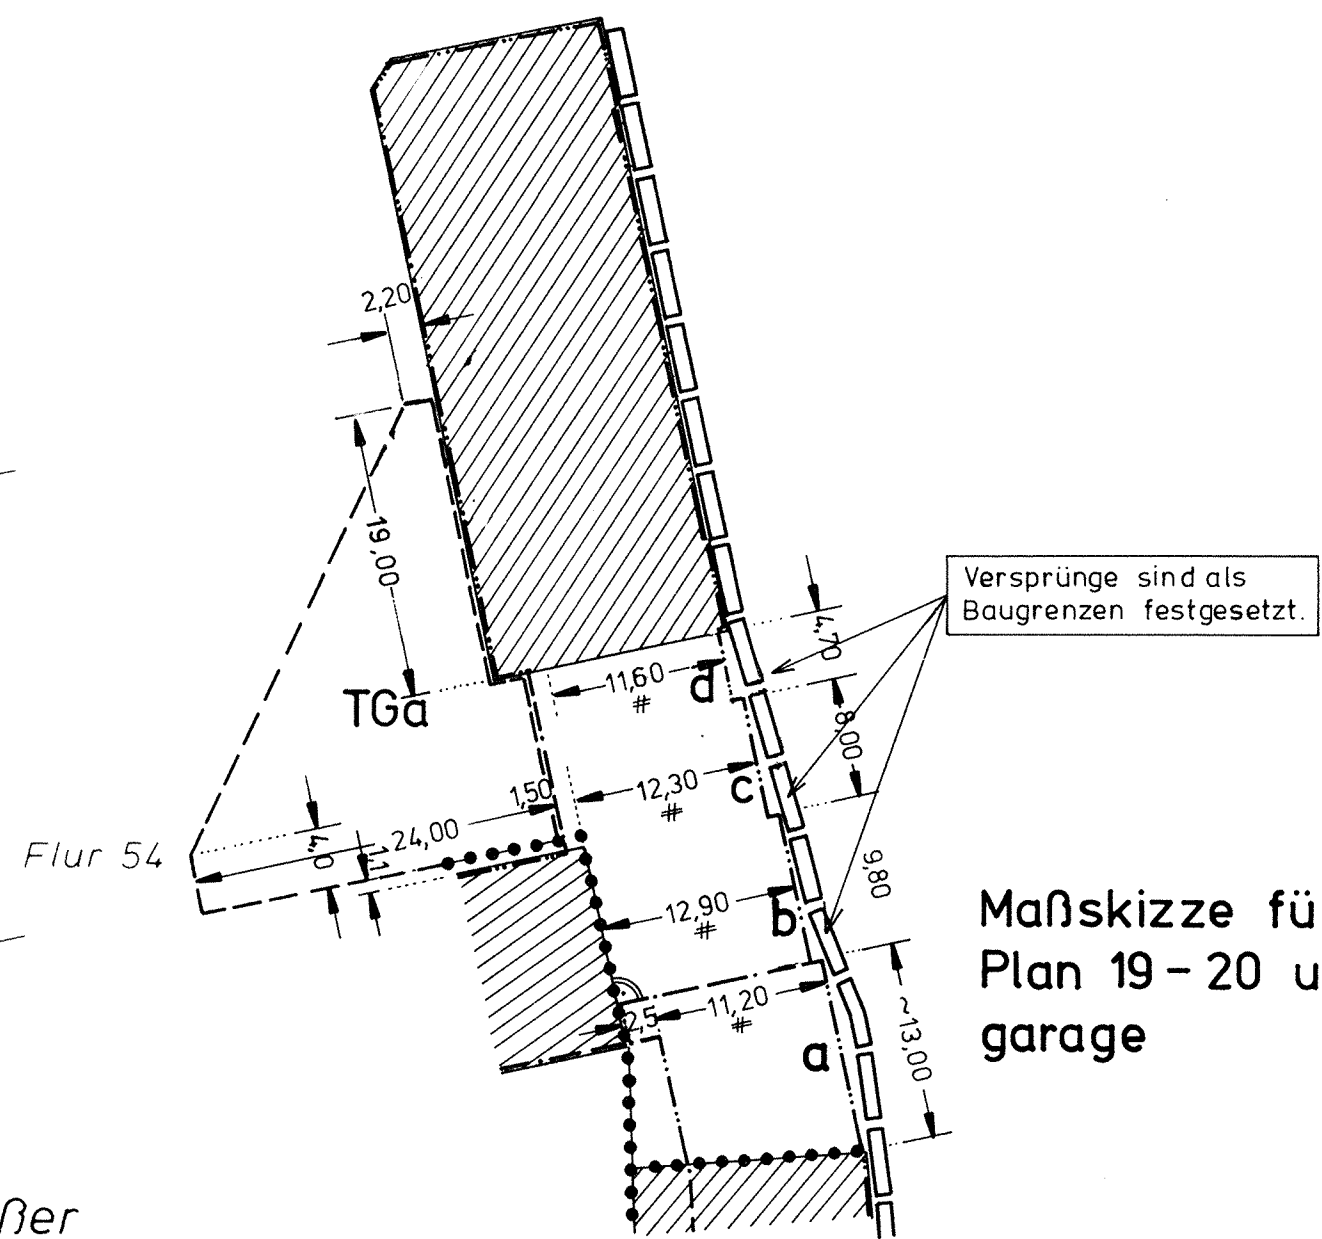 2,20
19,00
Versprünge sind als
Baugrenzen festgesetzt.
4,70
11,60
#
d
TGa
8,00
1,50
12,30
#
c
24,00
4,0
1,1
Flur 54
9,80
12,90
#
b
Maßskizze fü
Plan 19-20 u
garage
2,5
11,20
#
a
~13,00
ßer